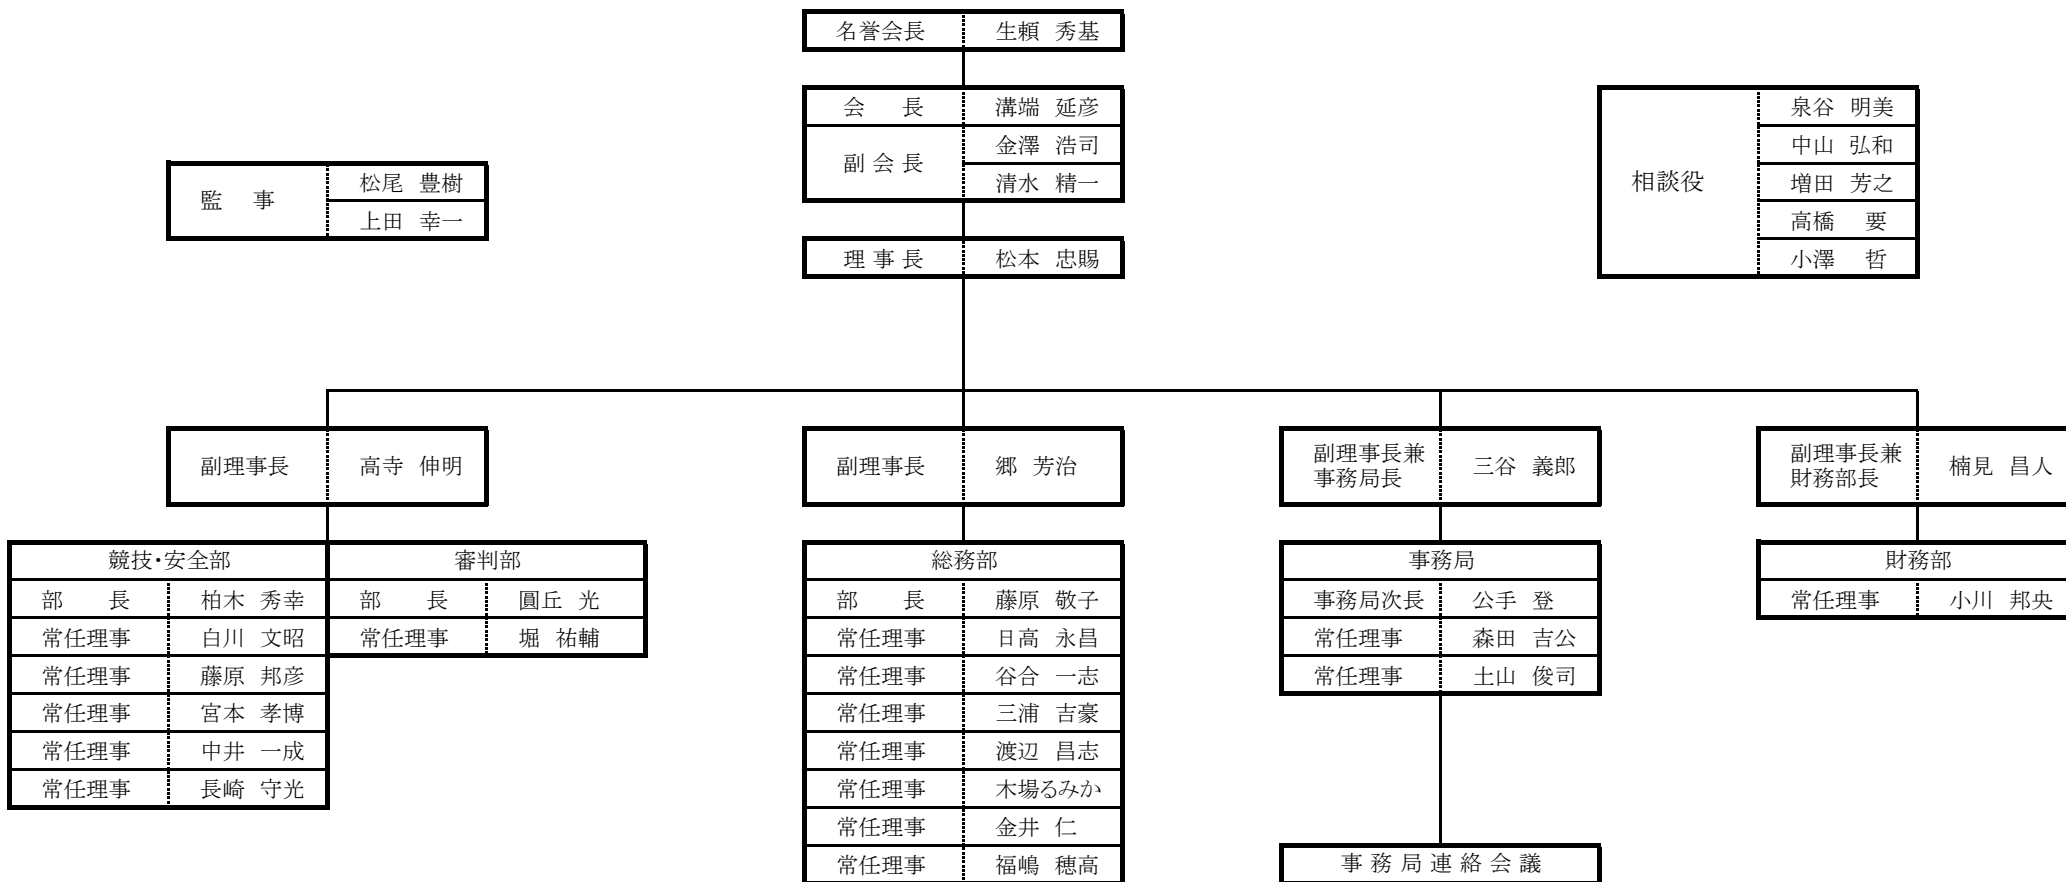 名誉会長 生頼 秀基
会　長 溝端 延彦
副会長 金澤 浩司
清水 精一
理事長 松本 忠賜
監　事 松尾 豊樹
上田 幸一
相談役 泉谷 明美
中山 弘和
増田 芳之
高橋 要
小澤 哲
副理事長 高寺 伸明
競技・安全部
部　長 柏木 秀幸
常任理事 白川 文昭
常任理事 藤原 邦彦
常任理事 宮本 孝博
常任理事 中井 一成
常任理事 長崎 守光
審判部
部　長 圓丘 光
常任理事 堀 祐輔
副理事長 郷 芳治
総務部
部　長 藤原 敬子
常任理事 日高 永昌
常任理事 谷合 一志
常任理事 三浦 吉豪
常任理事 渡辺 昌志
常任理事 木場るみか
常任理事 金井 仁
常任理事 福嶋 穂高
副理事長兼
事務局長 三谷 義郎
事務局
事務局次長 公手 登
常任理事 森田 吉公
常任理事 土山 俊司
事務局連絡会議
副理事長兼
財務部長 楠見 昌人
財務部
常任理事 小川 邦央